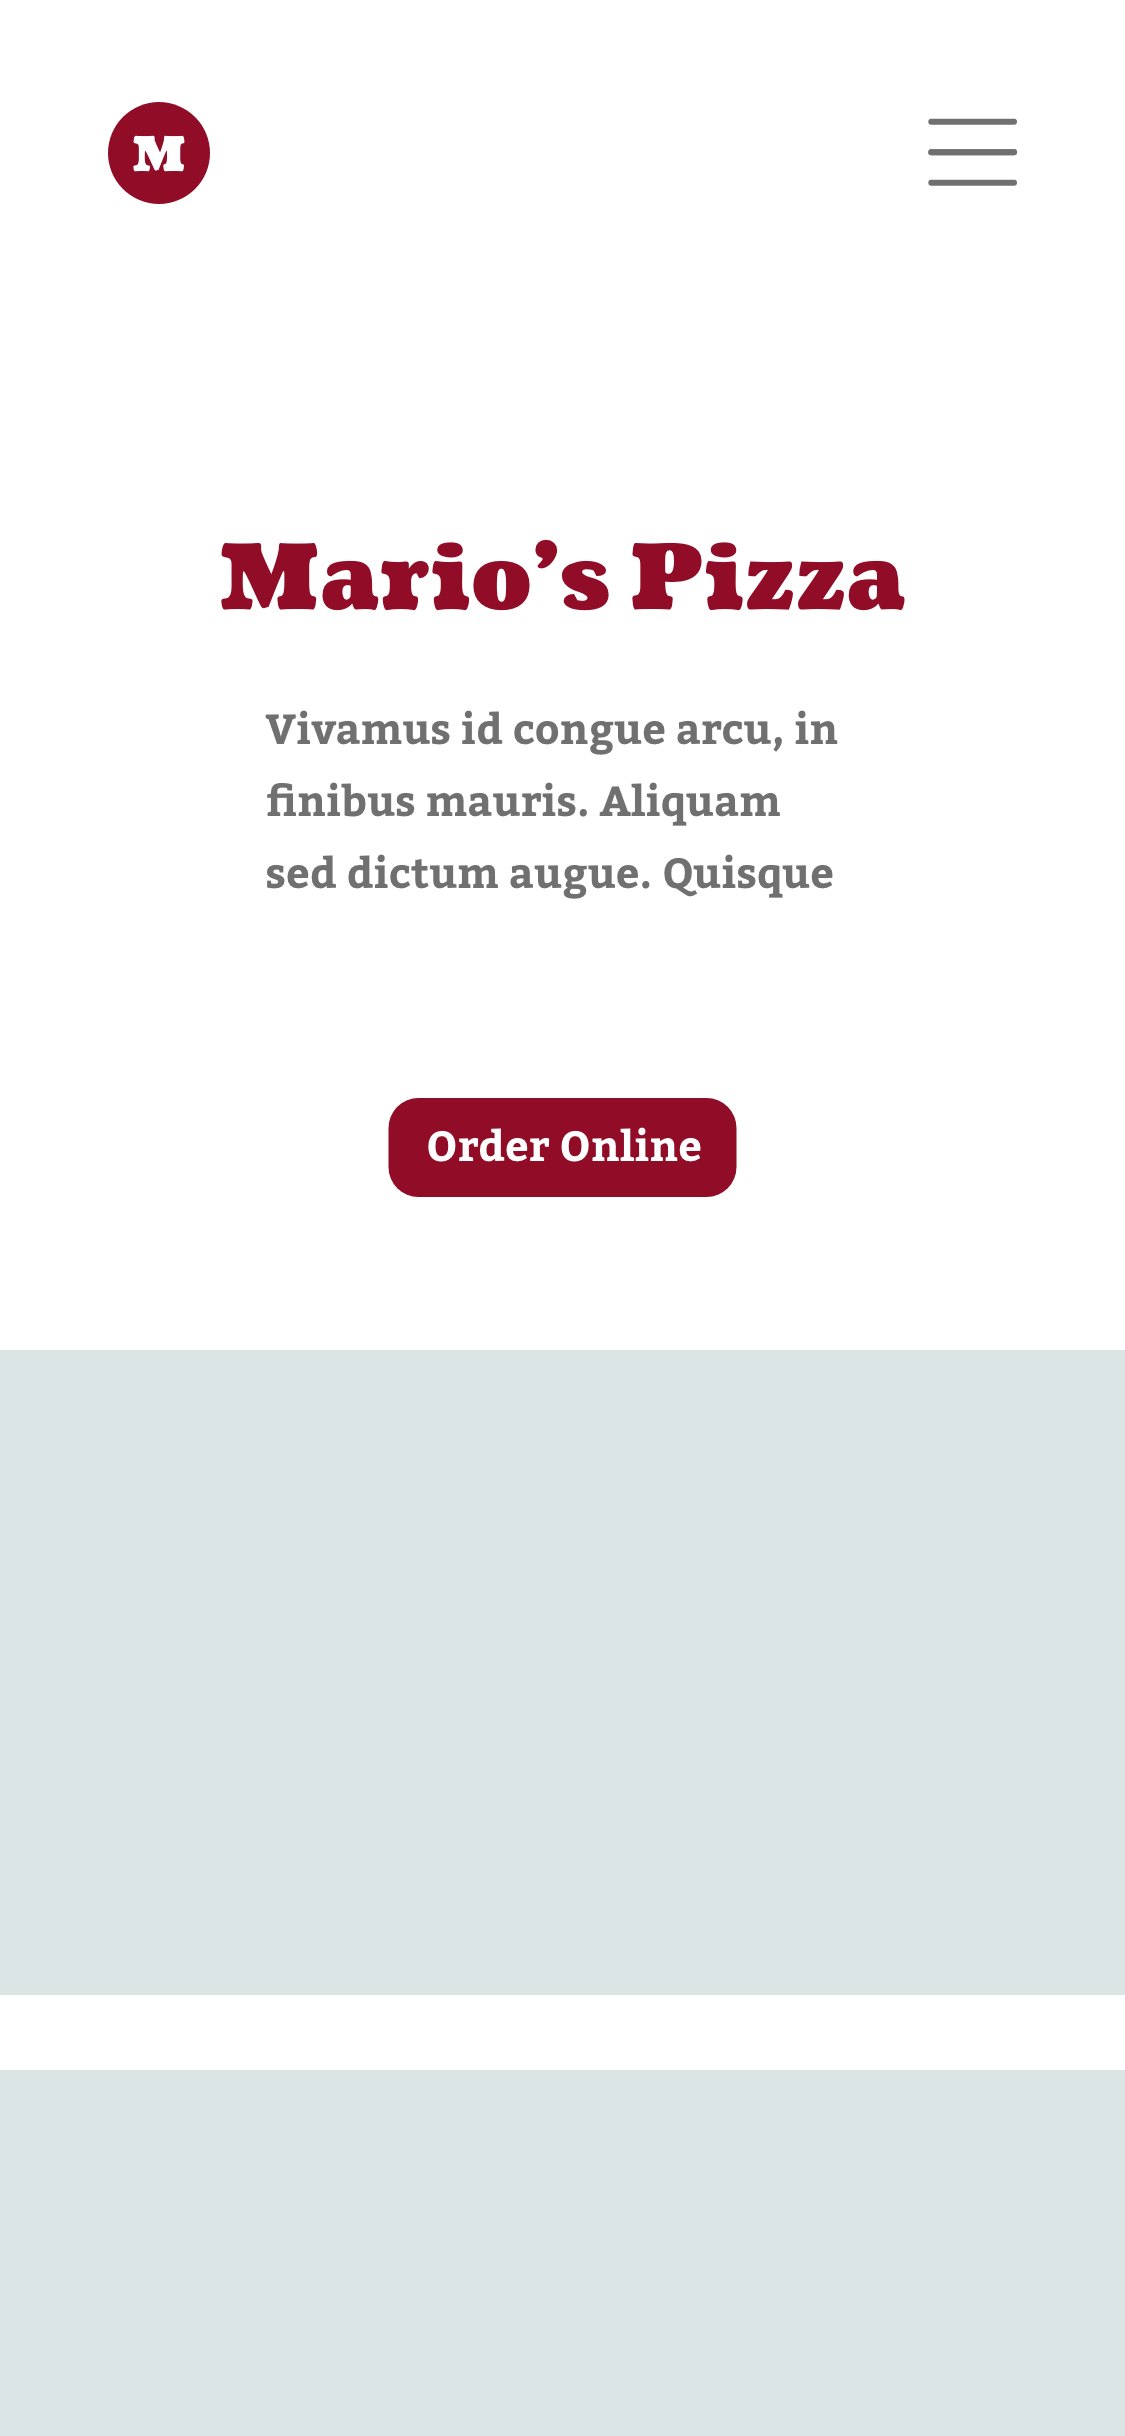 M
Mario’s Pizza
Vivamus id congue arcu, in
finibus mauris. Aliquam
sed dictum augue. Quisque
Order Online